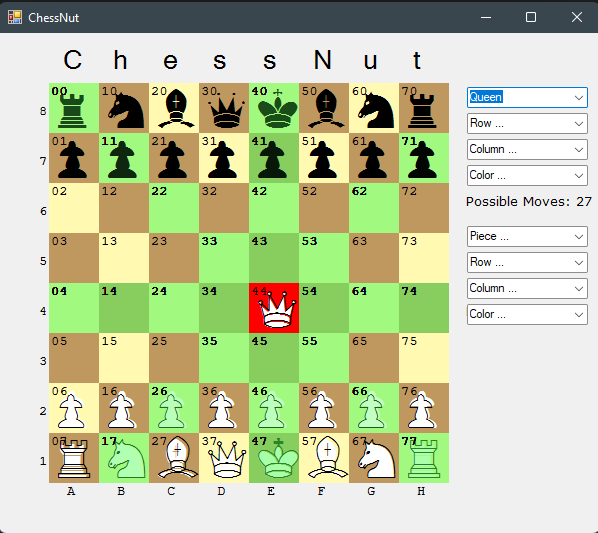 ChessNut
C h e s s N u t
8 00 10 20 30 40 50 60 70
7 01 11 21 31 41 51 61 71
6 02 12 22 32 42 52 62 72
5 03 13 23 33 43 53 63 73
4 04 14 24 34 44 54 64 74
3 05 15 25 35 45 55 65 75
2 06 16 26 36 46 56 66 76
1 07 17 27 37 47 57 67 77
A B C D E F G H
Queen
Row ...
Column ...
Color ...
Possible Moves: 27
Piece ...
Row ...
Column ...
Color ...